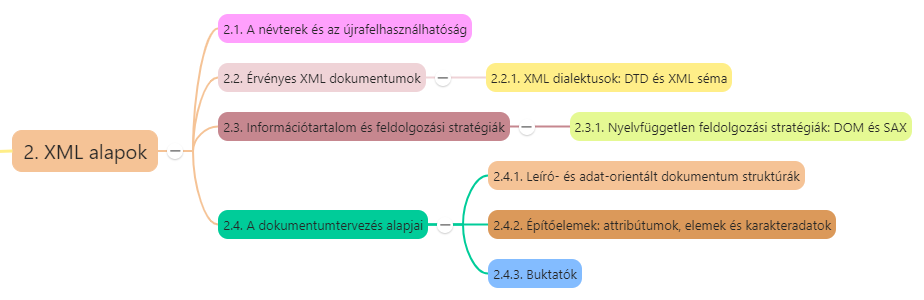 2. XML alapok
2.1. A névterek és az újrafelhasználhatóság
2.2. Érvényes XML dokumentumok
2.2.1. XML dialektusok: DTD és XML séma
2.3. Információtartalom és feldolgozási stratégiák
2.3.1. Nyelvfüggetlen feldolgozási stratégiák: DOM és SAX
2.4. A dokumentumtervezés alapjai
2.4.1. Leíró- és adat-orientált dokumentum struktúrák
2.4.2. Építőelemek: attribútumok, elemek és karakteradatok
2.4.3. Buktatók